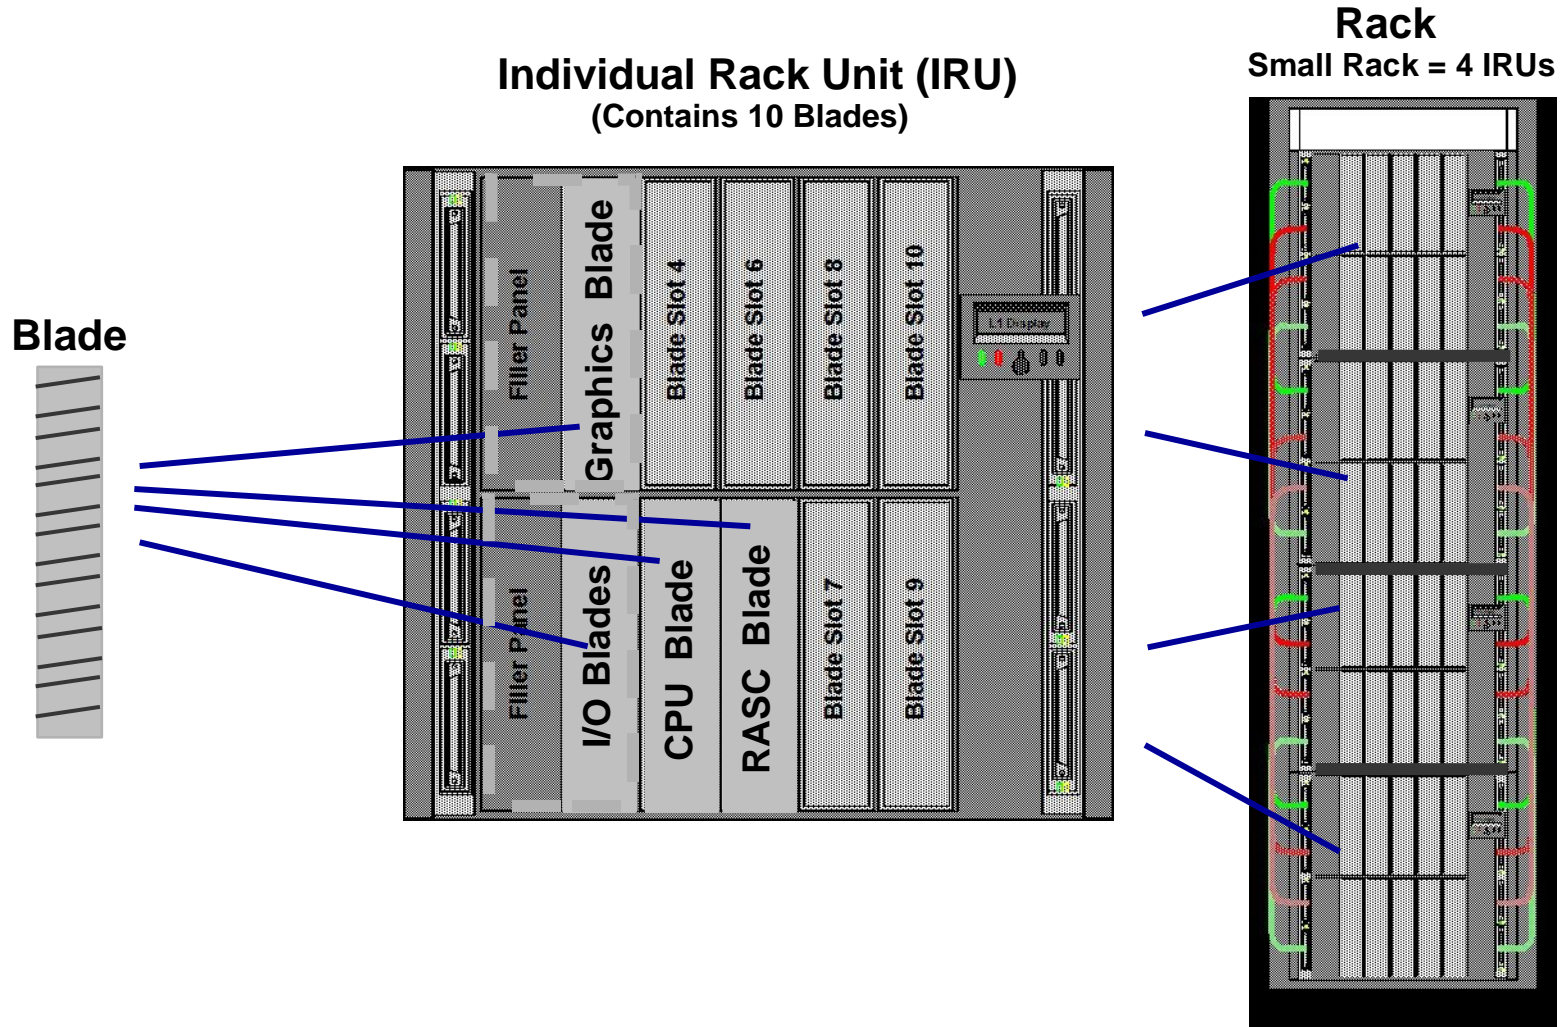 Rack
Small Rack = 4 IRUs
Individual Rack Unit (IRU)
(Contains 10 Blades)
Blade
Filler Panel
Graphics Blade
Blade Slot 4
Blade Slot 6
Blade Slot 8
Blade Slot 10
L1 Display
Filler Panel
I/O Blades
CPU Blade
RASC Blade
Blade Slot 7
Blade Slot 9